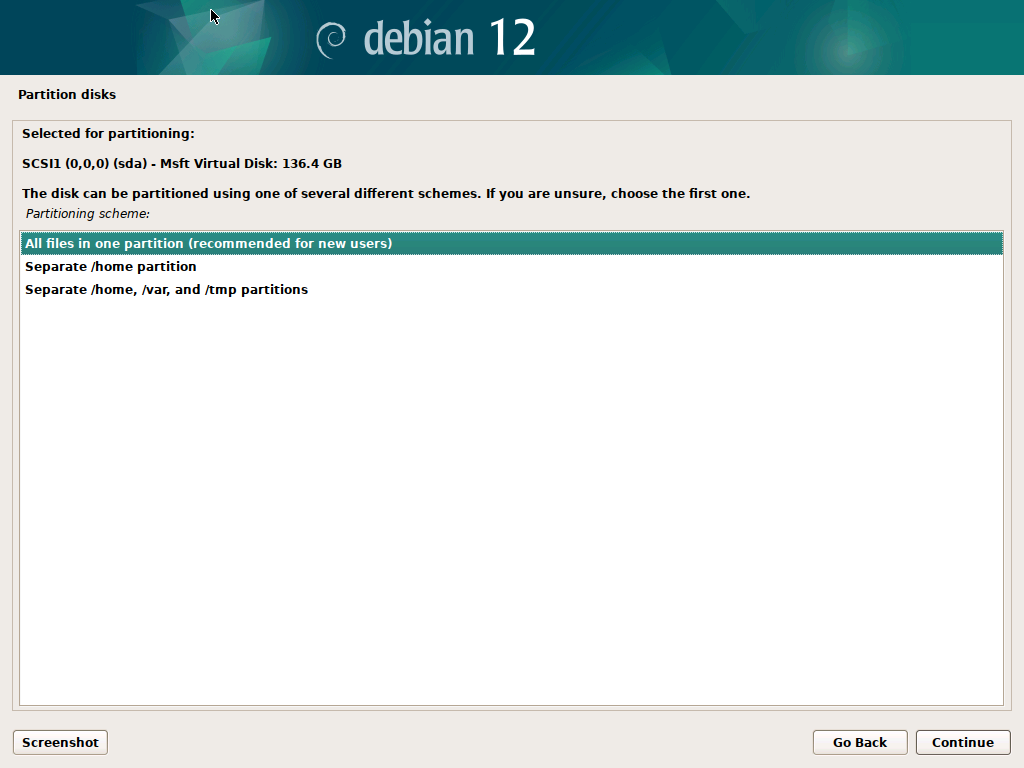 debian 12
Partition disks
Selected for partitioning:
SCSI1 (0,0,0) (sda) - Msft Virtual Disk: 136.4 GB
The disk can be partitioned using one of several different schemes. If you are unsure, choose the first one.
Partitioning scheme:
All files in one partition (recommended for new users)
Separate /home partition
Separate /home, /var, and /tmp partitions
Screenshot
Go Back
Continue